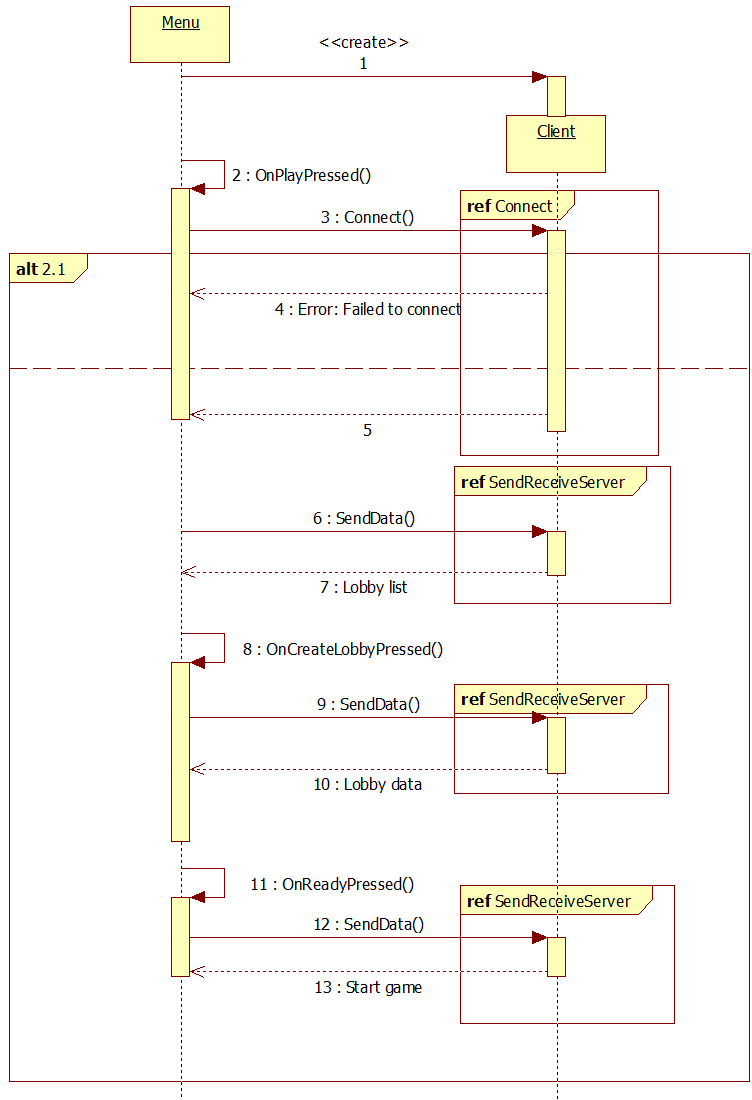 Menu
<<create>>
1
Client
2 : OnPlayPressed()
ref Connect
3 : Connect()
alt 2.1
4 : Error: Failed to connect
5
ref SendReceiveServer
6 : SendData()
7 : Lobby list
8 : OnCreateLobbyPressed()
ref SendReceiveServer
9 : SendData()
10 : Lobby data
11 : OnReadyPressed()
ref SendReceiveServer
12 : SendData()
13 : Start game